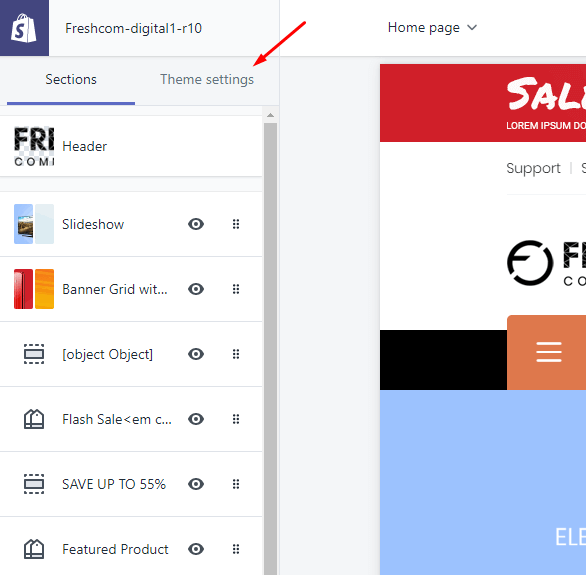 Freshcom-digital1-r10
Home page
Sections
Theme settings
FRE
COM
Header
Slideshow
Banner Grid wit...
[object Object]
Flash Sale<em c...
SAVE UP TO 55%
Featured Product
SALE
LOREM IPSUM DO
Support | S
FR
CO
ELE